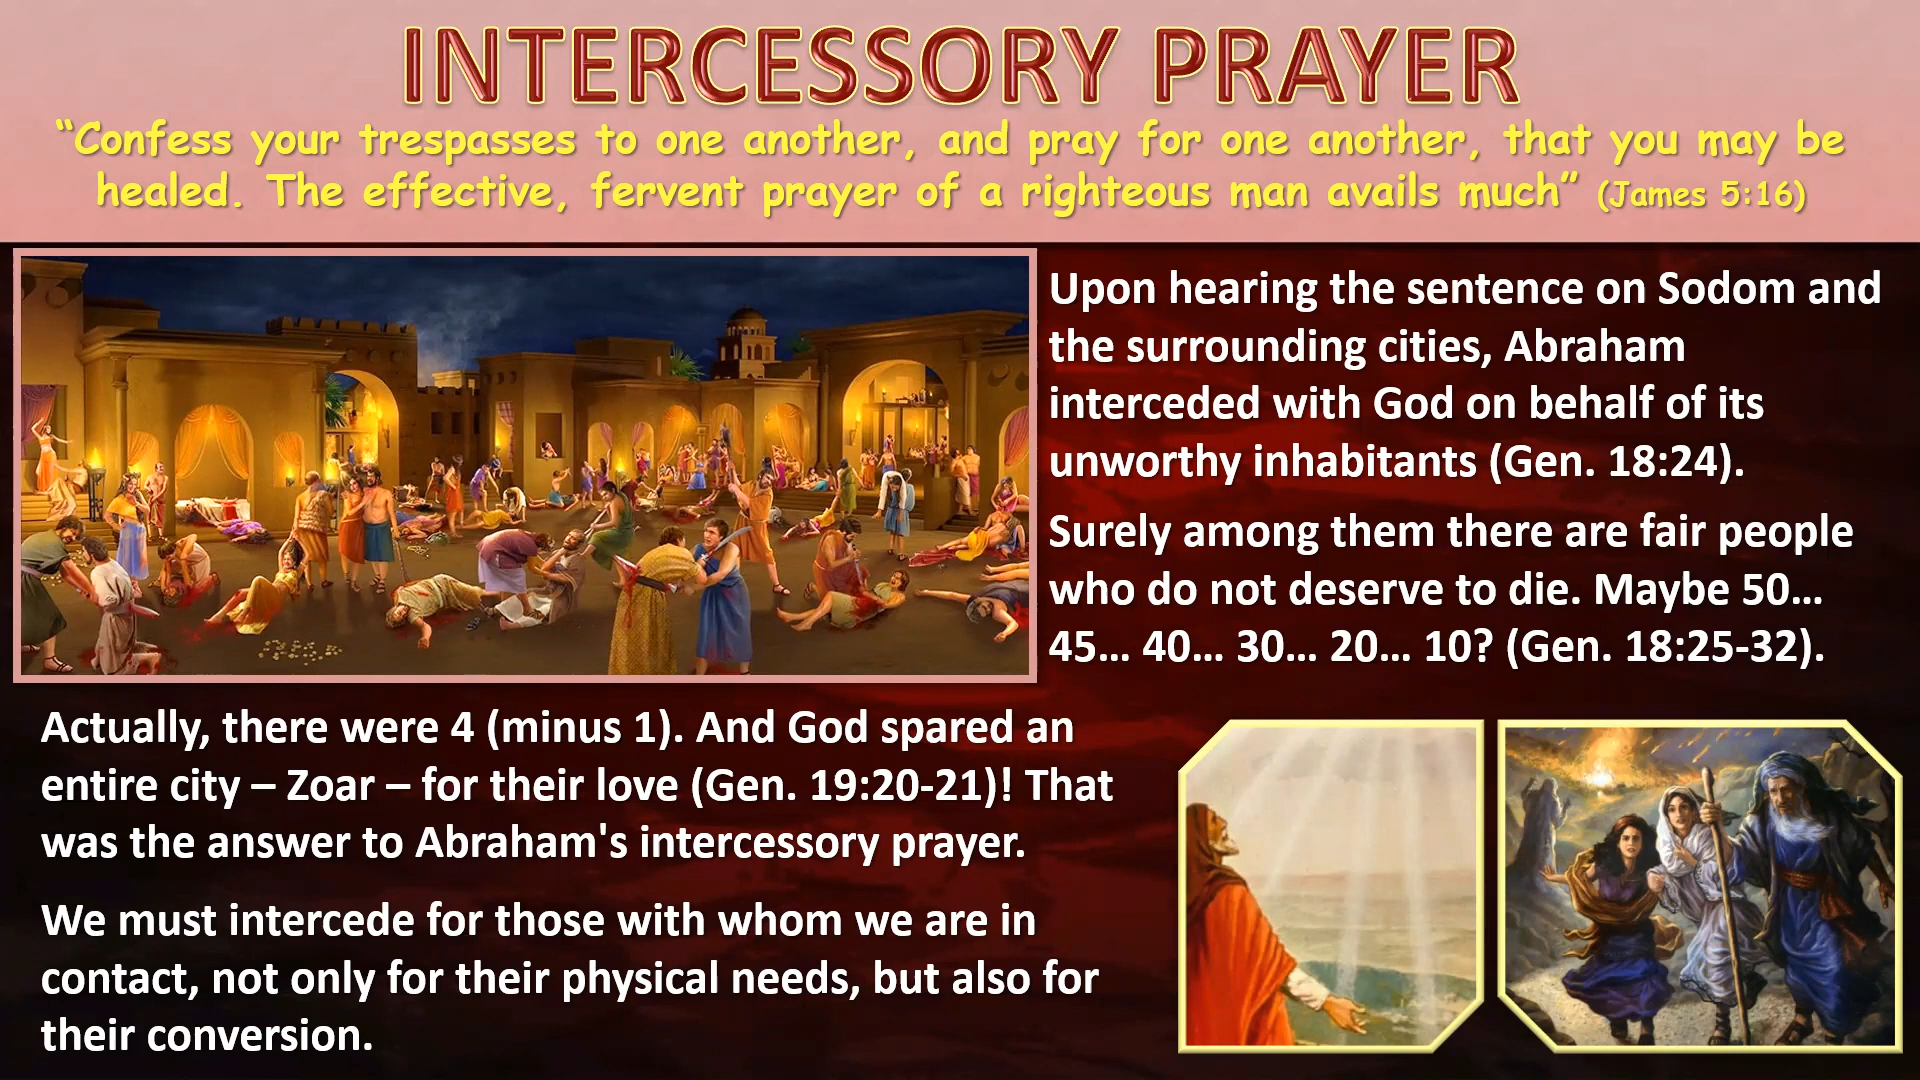 INTERCESSORY PRAYER
“Confess your trespasses to one another, and pray for one another, that you may be
healed. The effective, fervent prayer of a righteous man avails much” (James 5:16)
Upon hearing the sentence on Sodom and
the surrounding cities, Abraham
interceded with God on behalf of its
unworthy inhabitants (Gen. 18:24).
Surely among them there are fair people
who do not deserve to die. Maybe 50…
45… 40… 30… 20… 10? (Gen. 18:25-32).
Actually, there were 4 (minus 1). And God spared an
entire city – Zoar – for their love (Gen. 19:20-21)! That
was the answer to Abraham's intercessory prayer.
We must intercede for those with whom we are in
contact, not only for their physical needs, but also for
their conversion.